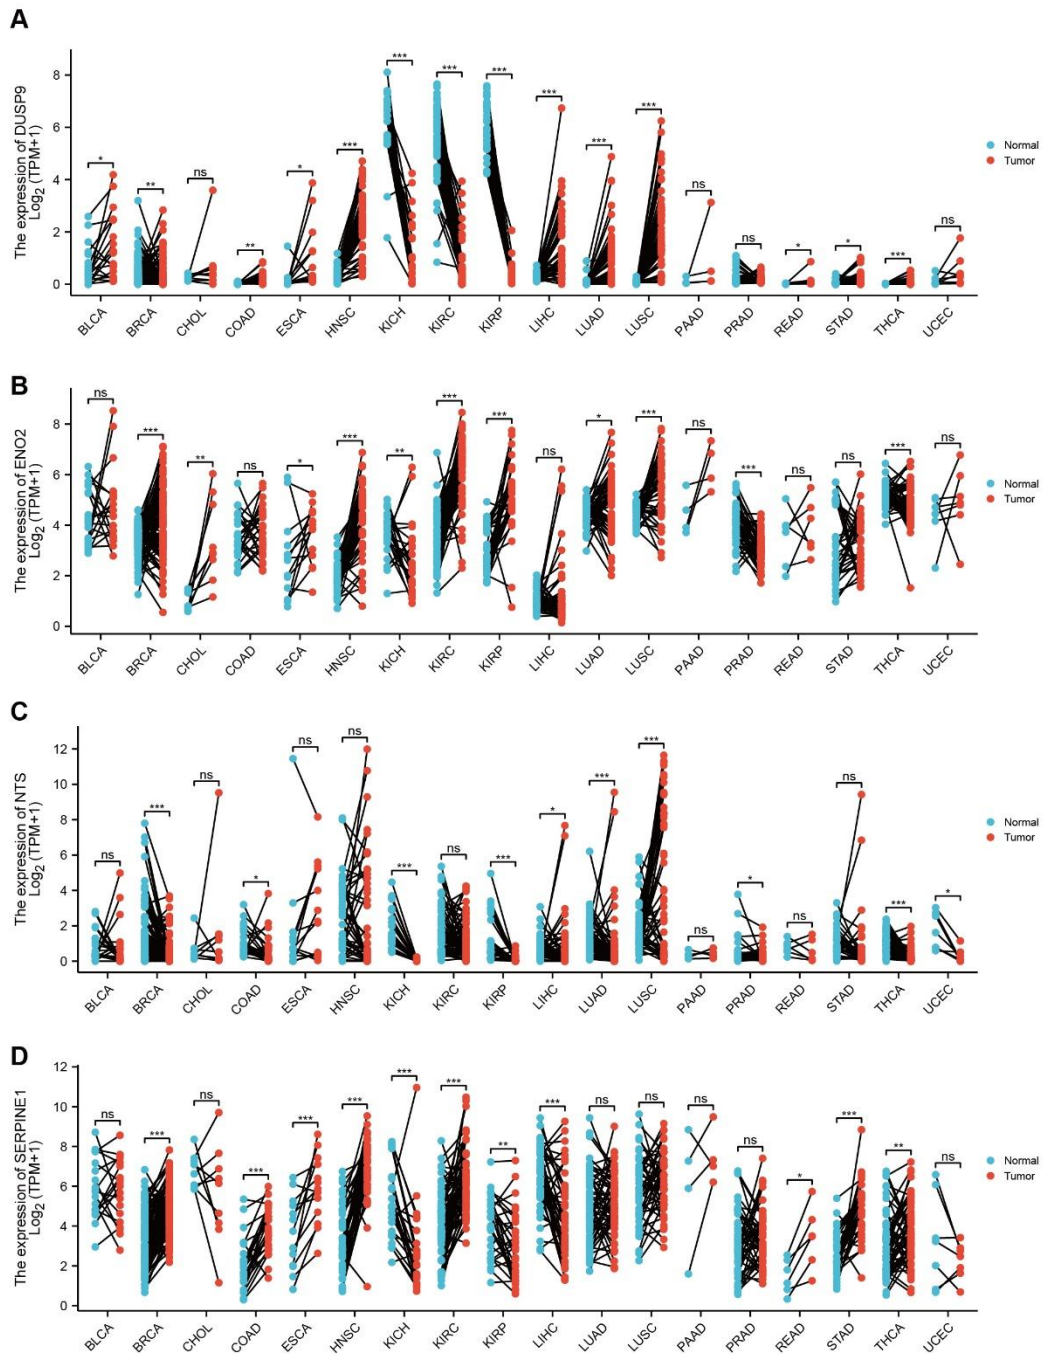 A
The expression of DUSP9
Log2 (TPM+1)
8
6
4
2
0
* ** ns ** * *** *** *** *** *** *** *** ns ns * * *** ns
Normal
Tumor
BLCA BRCA CHOL COAD ESCA HNSC KICH KIRC KIRP LIHC LUAD LUSC PAAD PRAD READ STAD THCA UCEC
B
The expression of ENO2
Log2 (TPM+1)
8
6
4
2
0
ns *** ** ns * *** ** *** *** ns * *** ns *** ns ns *** ns
Normal
Tumor
BLCA BRCA CHOL COAD ESCA HNSC KICH KIRC KIRP LIHC LUAD LUSC PAAD PRAD READ STAD THCA UCEC
C
The expression of NTS
Log2 (TPM+1)
12
10
8
6
4
2
0
ns *** ns * ns ns *** ns *** * *** *** ns * ns ns *** *
Normal
Tumor
BLCA BRCA CHOL COAD ESCA HNSC KICH KIRC KIRP LIHC LUAD LUSC PAAD PRAD READ STAD THCA UCEC
D
The expression of SERPINE1
Log2 (TPM+1)
12
10
8
6
4
2
0
ns *** ns *** *** *** *** *** ** *** ns ns ns ns * *** ** ns
Normal
Tumor
BLCA BRCA CHOL COAD ESCA HNSC KICH KIRC KIRP LIHC LUAD LUSC PAAD PRAD READ STAD THCA UCEC